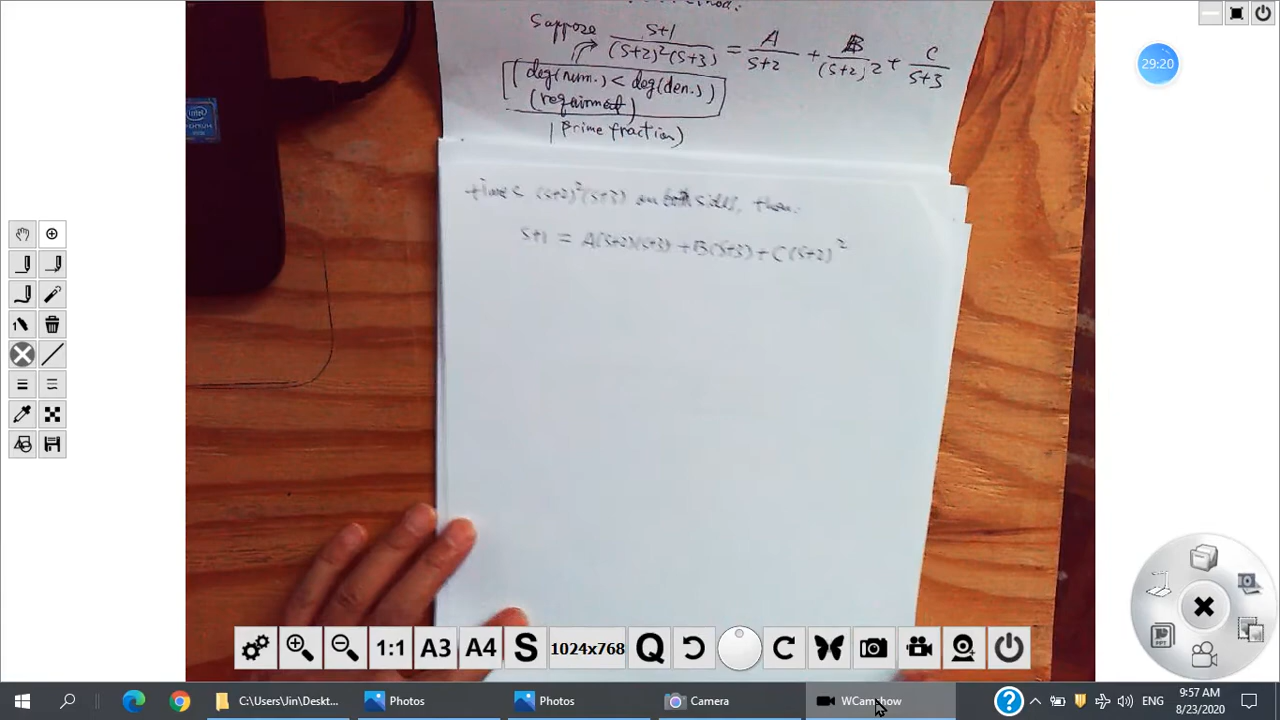 Suppose s+1 / (s+2)²(s+3) = A / s+2 + B / (s+2)2 + C / s+3
29:20
( deg(num.) < deg(den.) )
(required)
(prime fraction)
times (s+2)²(s+3) on both sides, then.
s+1 = A(s+2)(s+3) + B(s+3) + C(s+2)²
intel
1:1
A3
A4
S
1024x768
Q
C:\Users\Jin\Deskt...
Photos
Photos
Camera
WCamshow
ENG
9:57 AM
8/23/2020